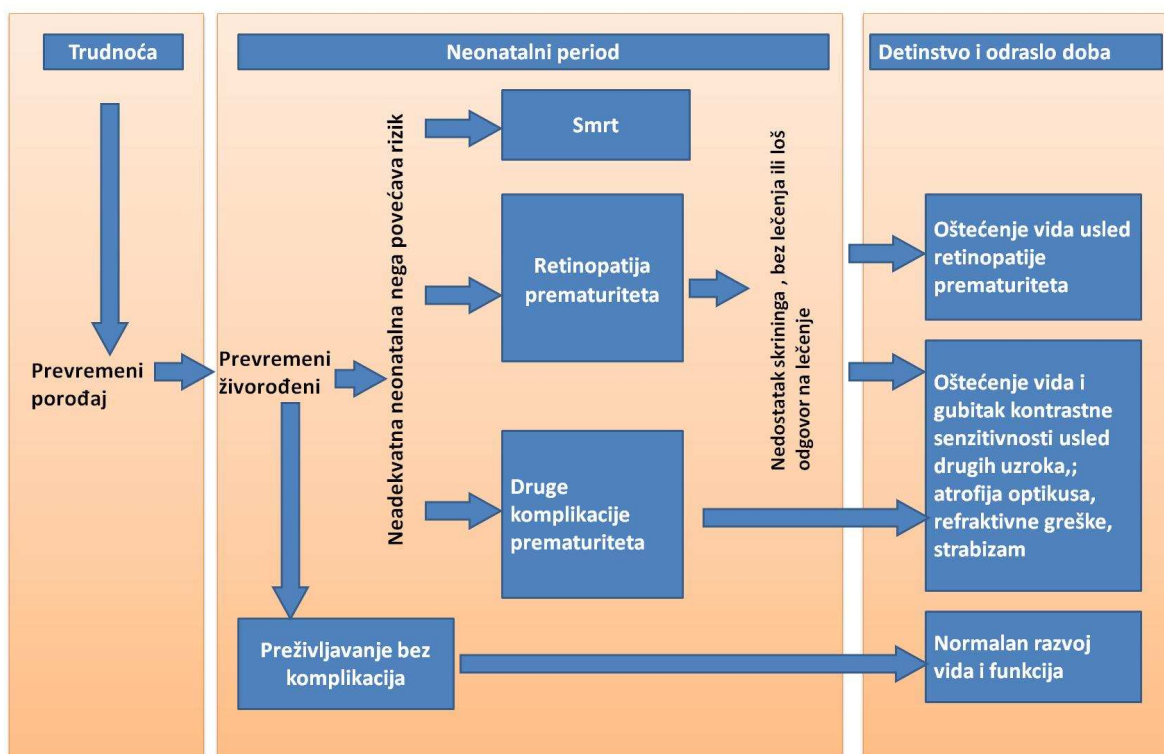 Trudnoća
Neonatalni period
Detinstvo i odraslo doba
Prevremeni
porođaj
Prevremeni
živorođeni
Neadekvatna neonatalna nega povećava rizik
Smrt
Retinopatija
prematuriteta
Druge
komplikacije
prematuriteta
Preživljavanje bez
komplikacija
Nedostatak skrininga , bez lečenja ili loš
odgovor na lečenje
Oštećenje vida usled
retinopatije
prematuriteta
Oštećenje vida i
gubitak kontrastne
senzitivnosti usled
drugih uzroka,;
atrofija optikusa,
refraktivne greške,
strabizam
Normalan razvoj
vida i funkcija